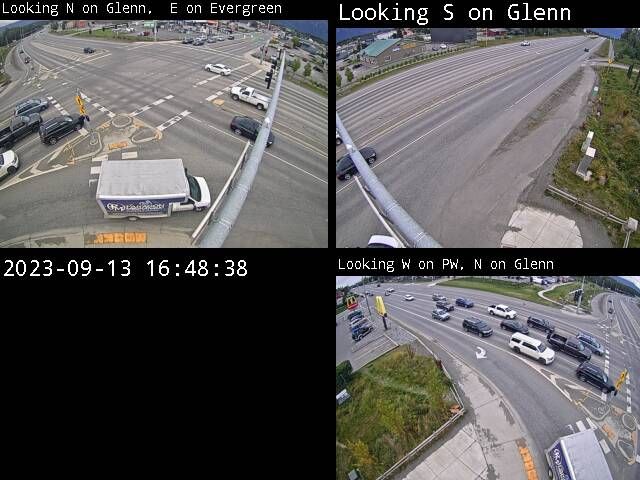 Looking N on Glenn,  E on Evergreen
Looking S on Glenn
2023-09-13 16:48:38
Looking W on PW, N on Glenn